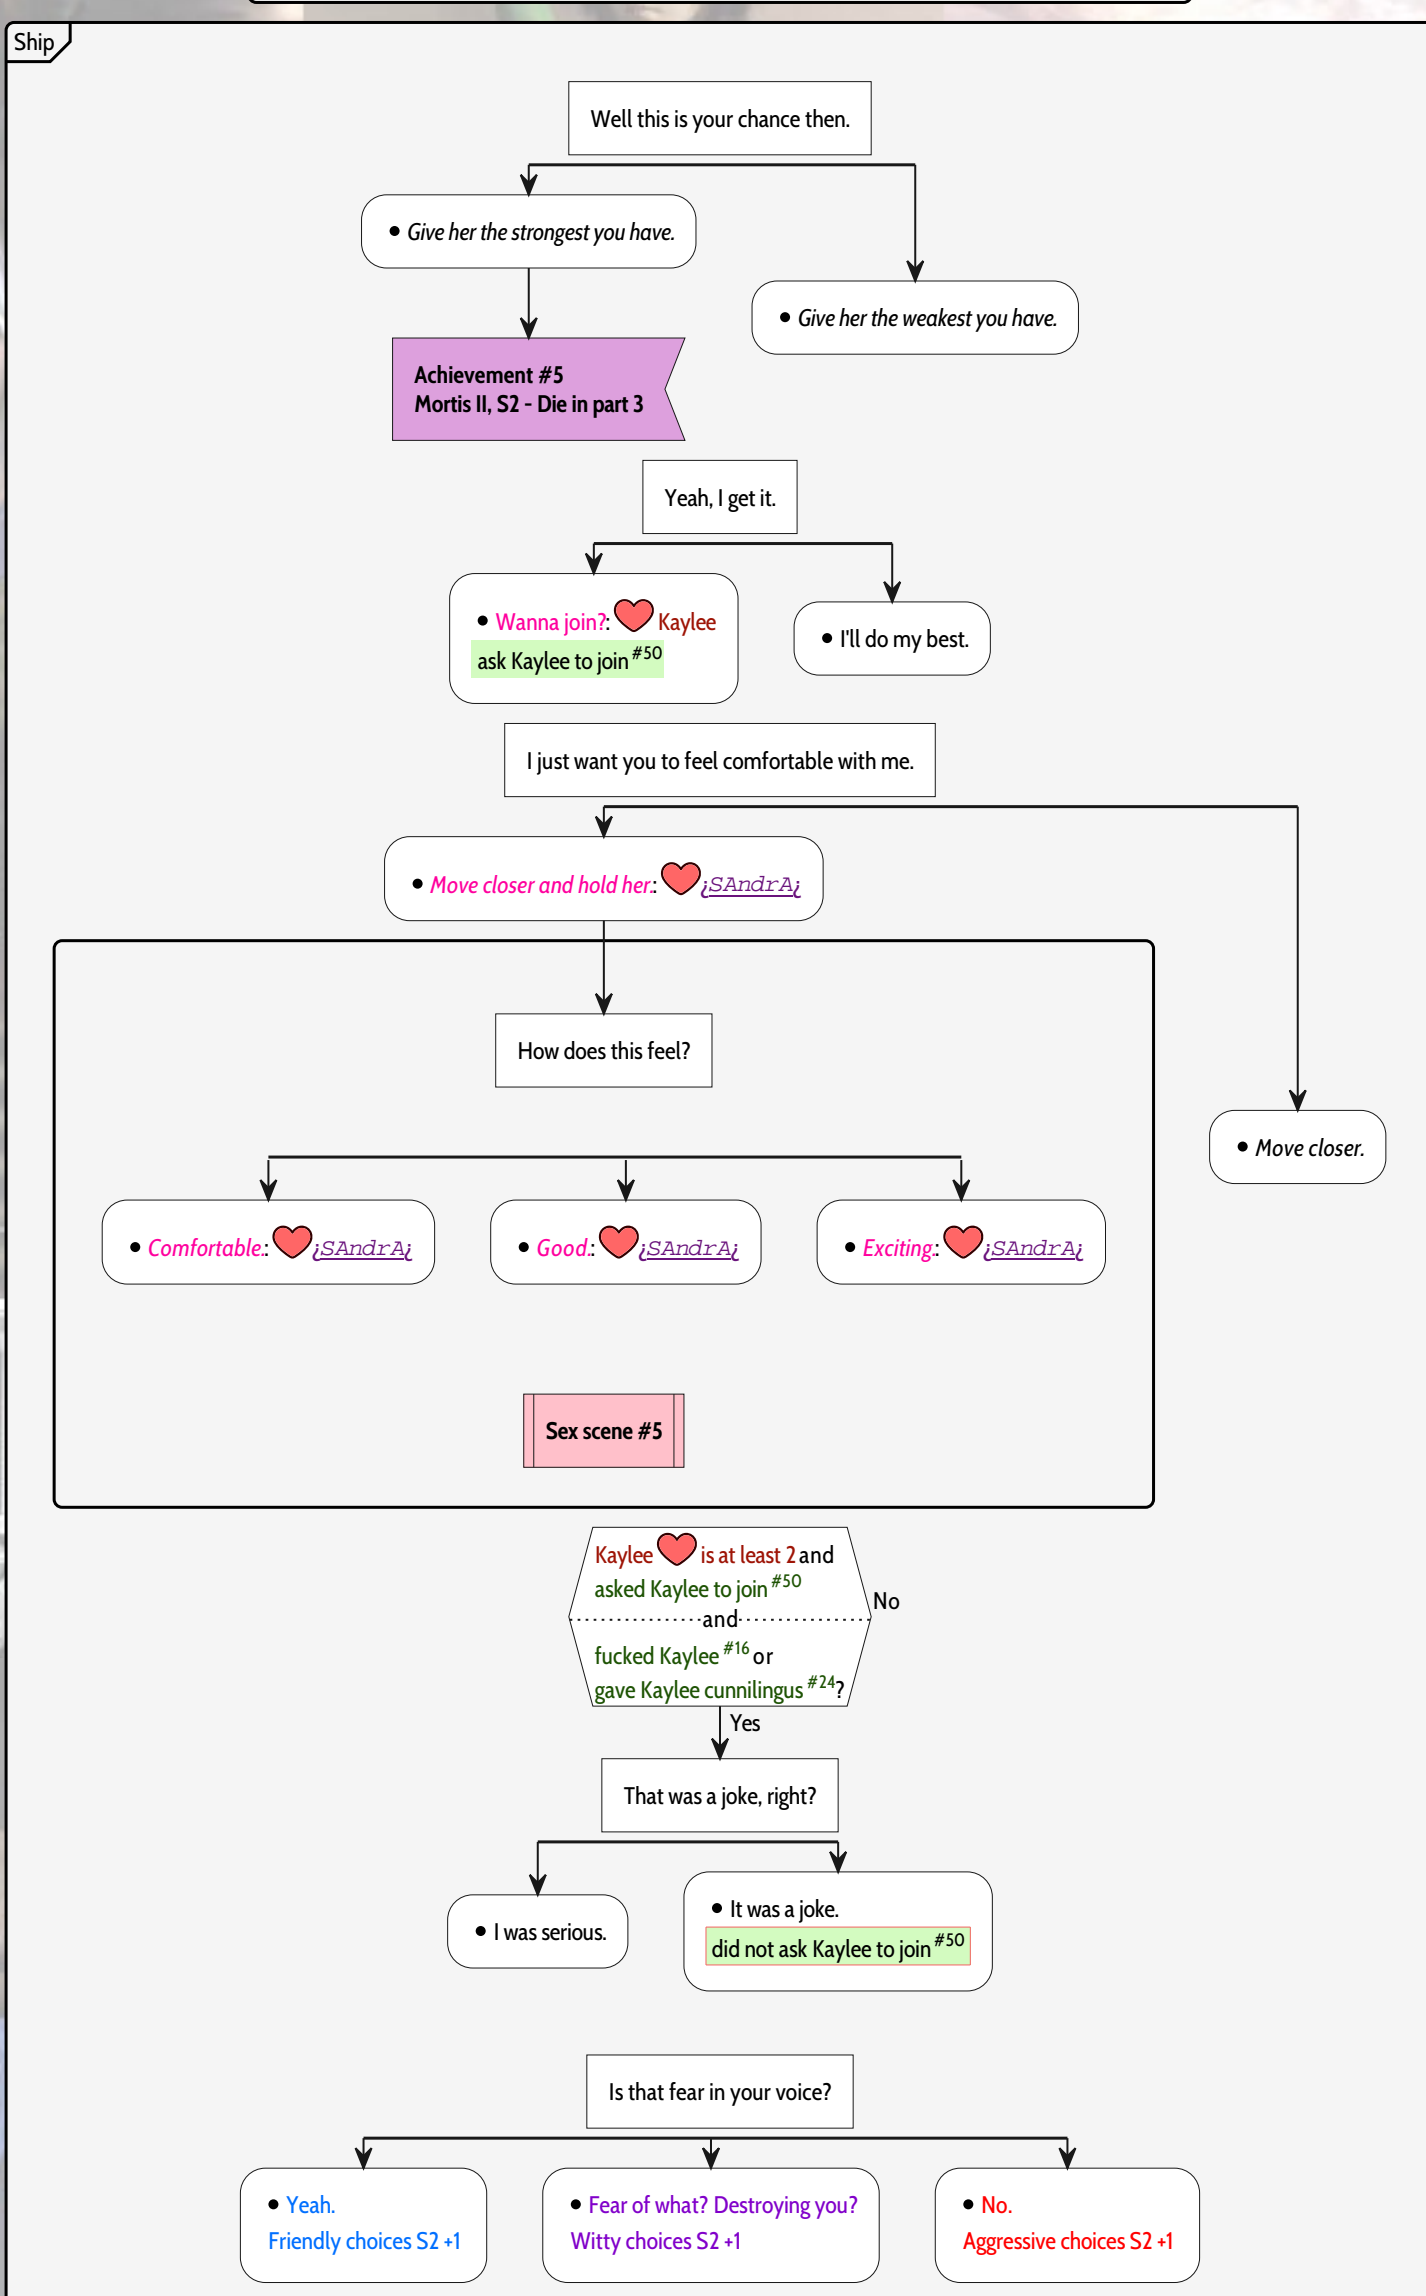 Ship
Well this is your chance then.
• Give her the strongest you have.
• Give her the weakest you have.
Achievement #5
Mortis II, S2 - Die in part 3
Yeah, I get it.
• Wanna join?: Kaylee
ask Kaylee to join #50
• I'll do my best.
I just want you to feel comfortable with me.
• Move closer and hold her.: ¿SAndrA¿
How does this feel?
• Move closer.
• Comfortable.: ¿SAndrA¿
• Good.: ¿SAndrA¿
• Exciting.: ¿SAndrA¿
Sex scene #5
Kaylee is at least 2 and
asked Kaylee to join #50
No
and
fucked Kaylee #16 or
gave Kaylee cunnilingus #24?
Yes
That was a joke, right?
• I was serious.
• It was a joke.
did not ask Kaylee to join #50
Is that fear in your voice?
• Yeah.
Friendly choices S2 +1
• Fear of what? Destroying you?
Witty choices S2 +1
• No.
Aggressive choices S2 +1